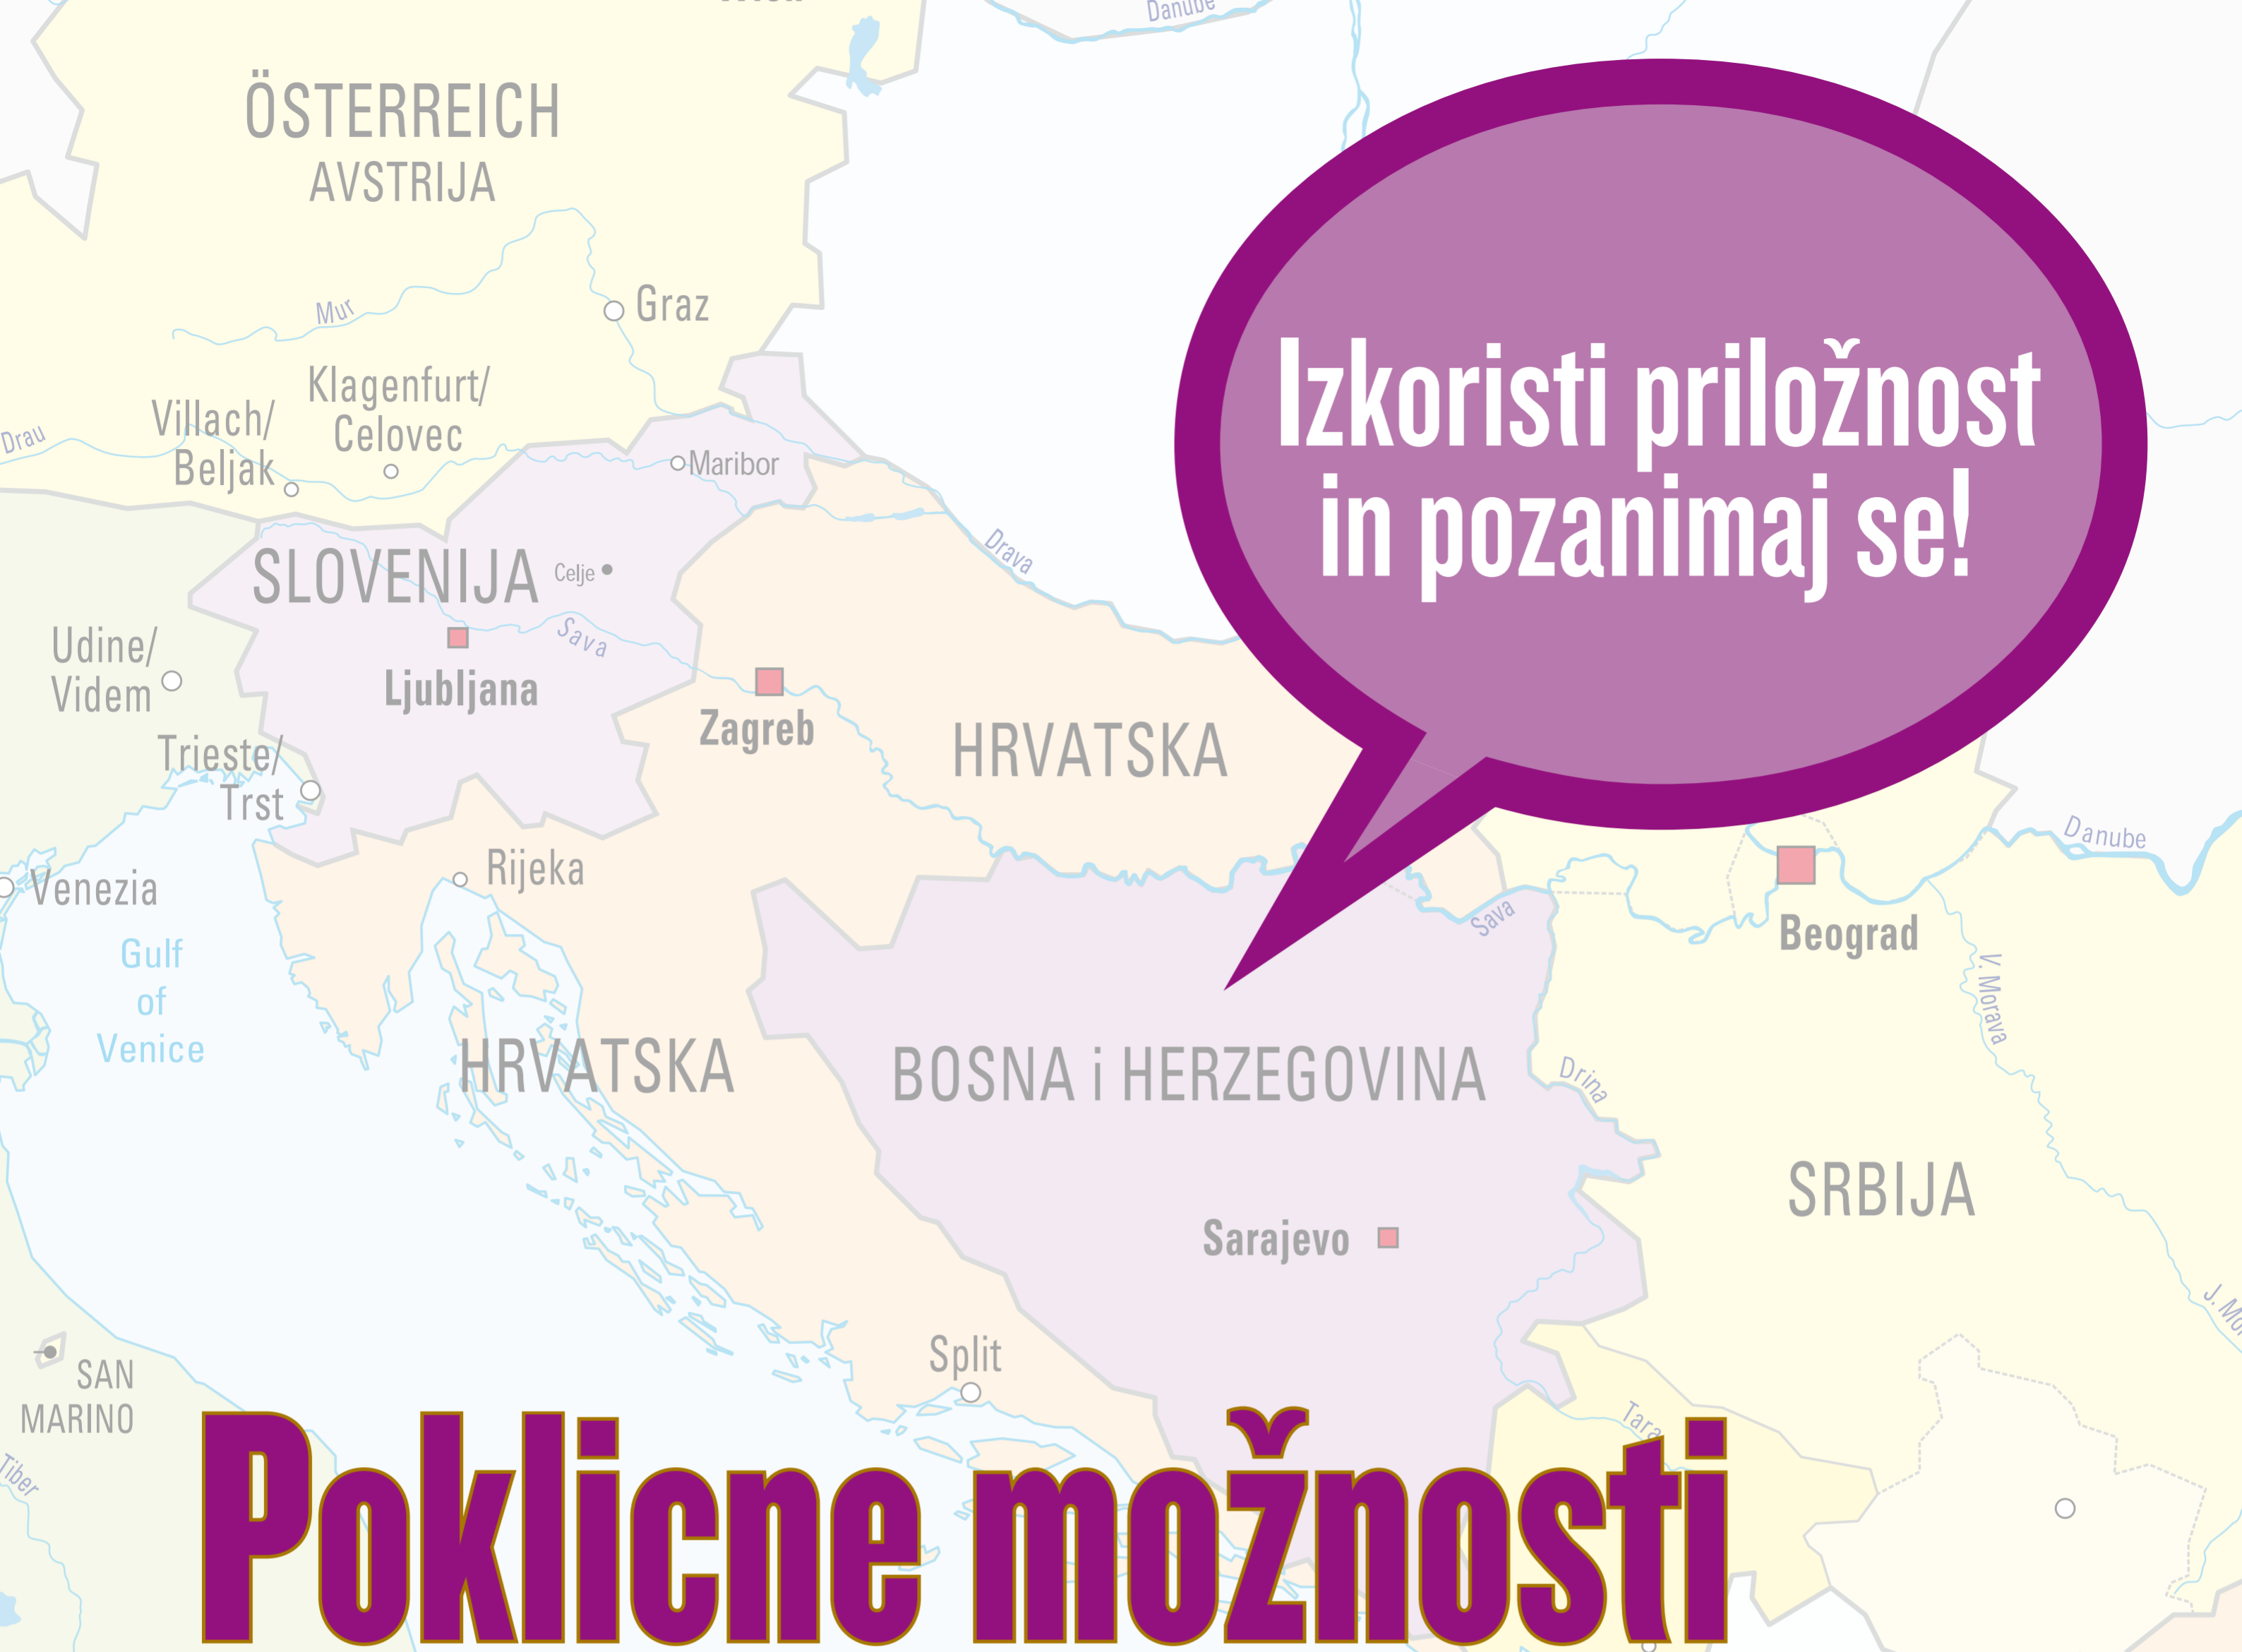 Danube
ÖSTERREICH
AVSTRIJA
Mur
Graz
Klagenfurt/
Celovec
Villach/
Beljak
Drau
Maribor
Izkoristi priložnost
in pozanimaj se!
Drava
SLOVENIJA
Celje
Sava
Ljubljana
Udine/
Videm
Trieste/
Trst
Zagreb
HRVATSKA
Rijeka
Venezia
Gulf
of
Venice
Danube
Beograd
Sava
V. Morava
HRVATSKA
BOSNA i HERZEGOVINA
Drina
SRBIJA
Sarajevo
Split
SAN
MARINO
Tiber
Tara
Poklicne možnosti